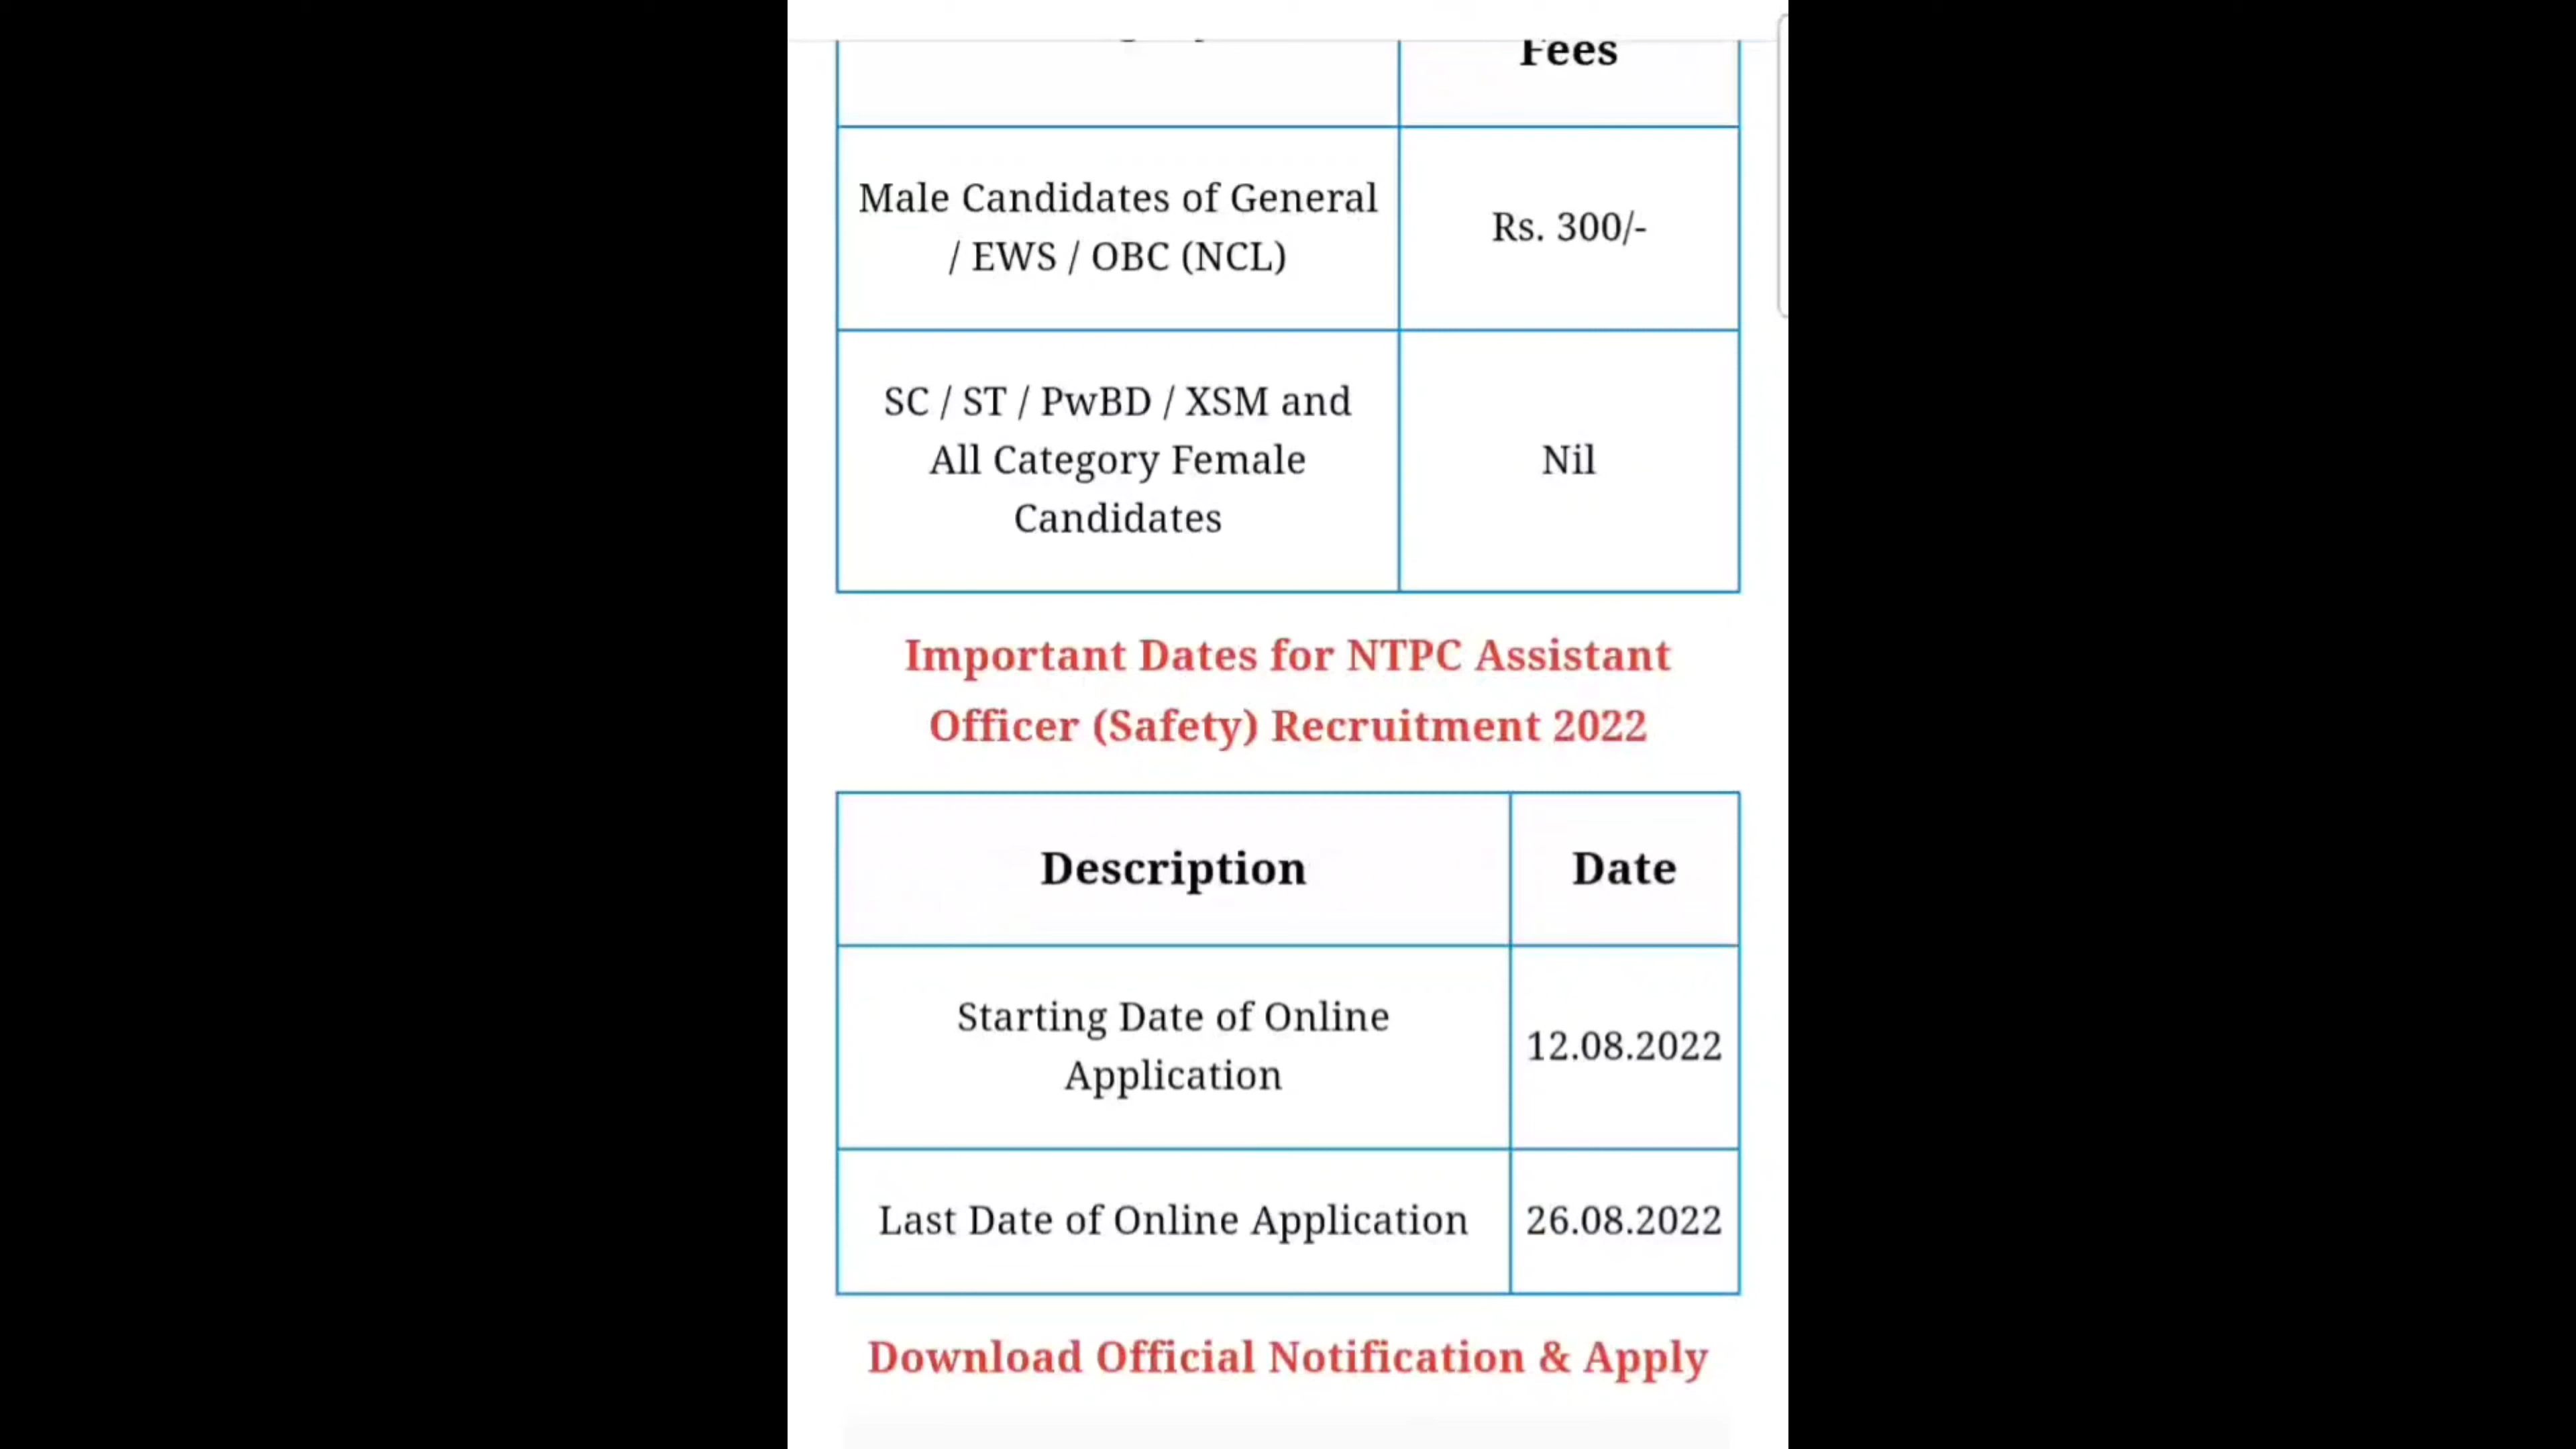 Fees
Male Candidates of General
/ EWS / OBC (NCL)
Rs. 300/-
SC / ST / PwBD / XSM and
All Category Female
Candidates
Nil
Important Dates for NTPC Assistant
Officer (Safety) Recruitment 2022
Description
Date
Starting Date of Online
Application
12.08.2022
Last Date of Online Application
26.08.2022
Download Official Notification & Apply